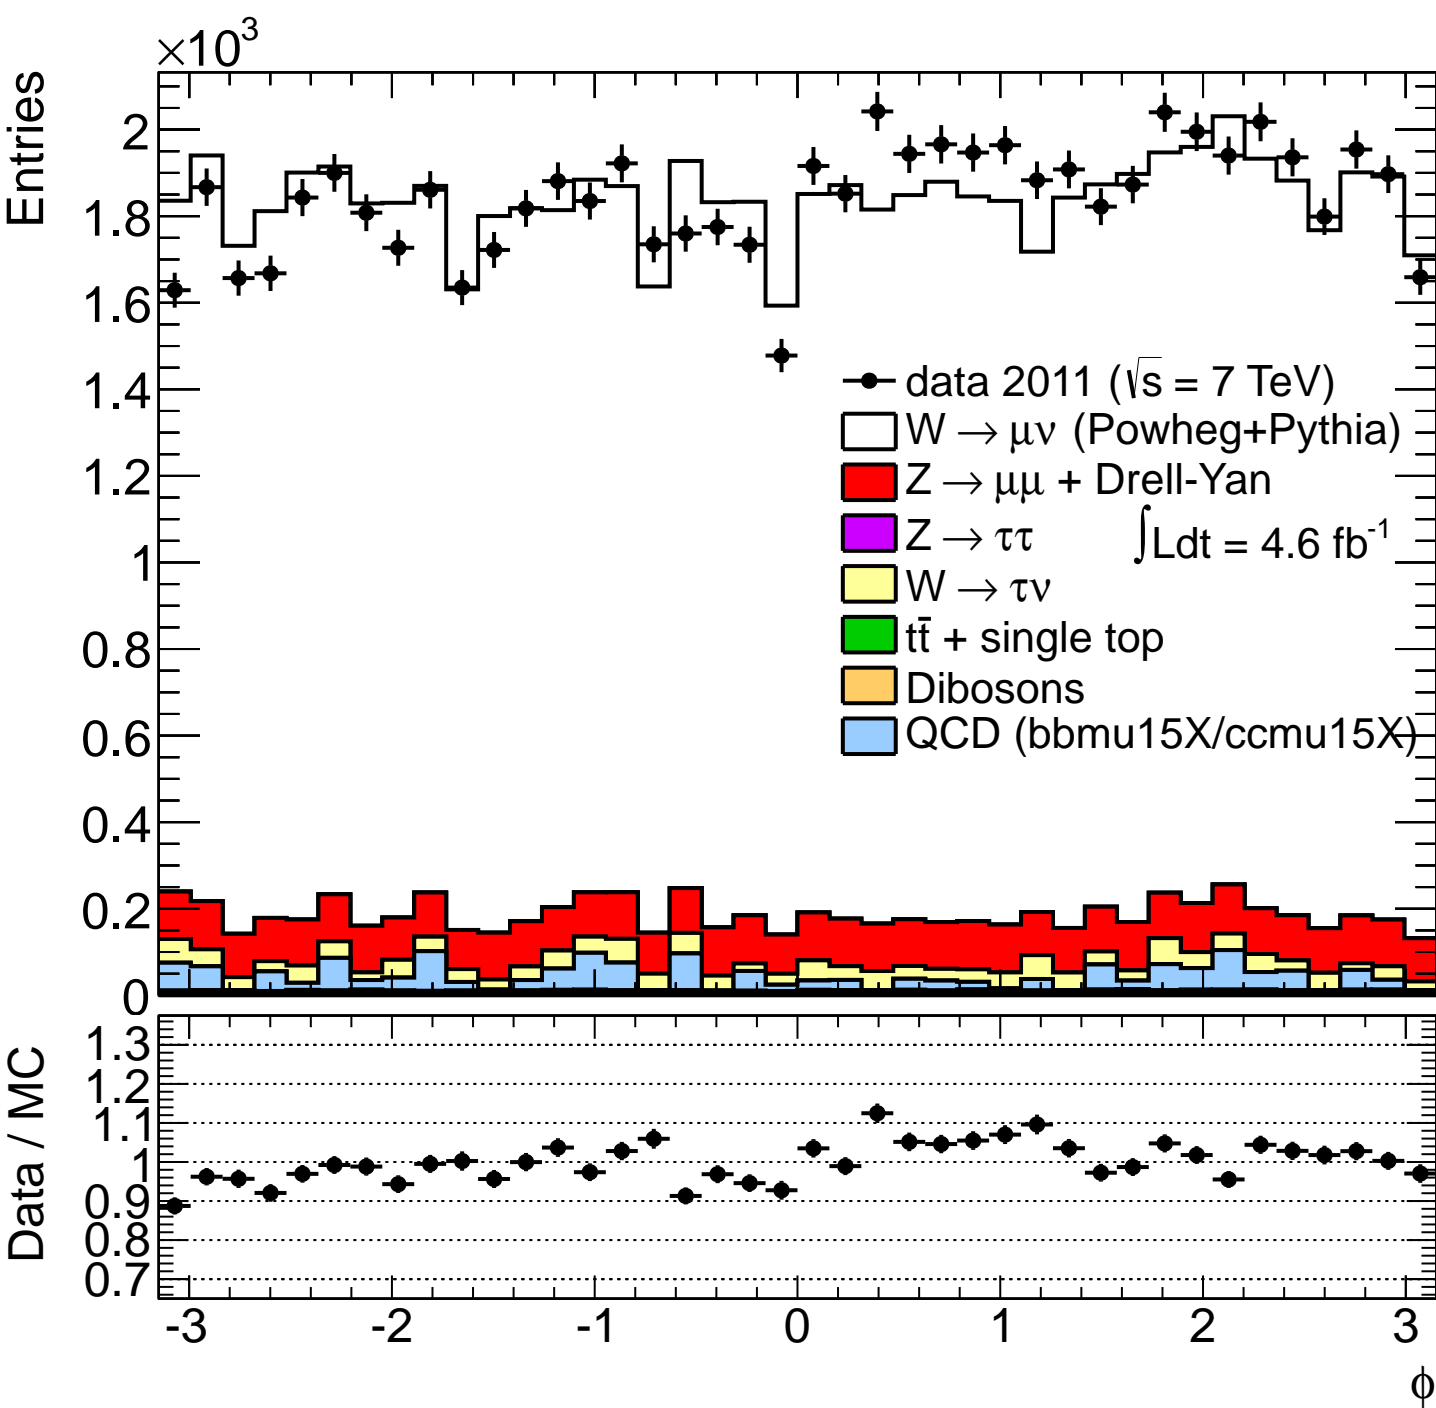 ×10³
Entries
2
1.8
1.6
1.4
1.2
1
0.8
0.6
0.4
0.2
0
data 2011 (√s = 7 TeV)
W → μν (Powheg+Pythia)
Z → μμ + Drell-Yan
Z → ττ
∫Ldt = 4.6 fb⁻¹
W → τν
tt̄ + single top
Dibosons
QCD (bbmu15X/ccmu15X)
Data / MC
1.3
1.2
1.1
1
0.9
0.8
0.7
-3 -2 -1 0 1 2 3
ϕ